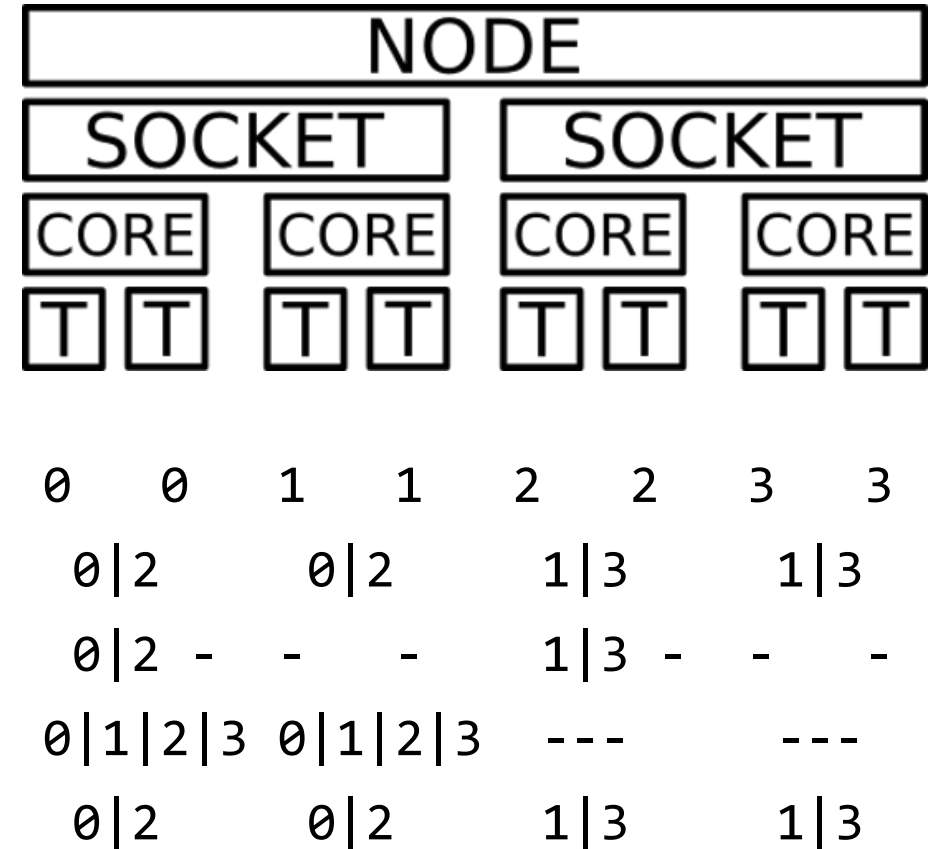 NODE
SOCKET SOCKET
CORE CORE CORE CORE
T T T T T T T T
0 0 1 1 2 2 3 3
0|2 0|2 1|3 1|3
0|2 - - - 1|3 - - -
0|1|2|3 0|1|2|3 --- ---
0|2 0|2 1|3 1|3